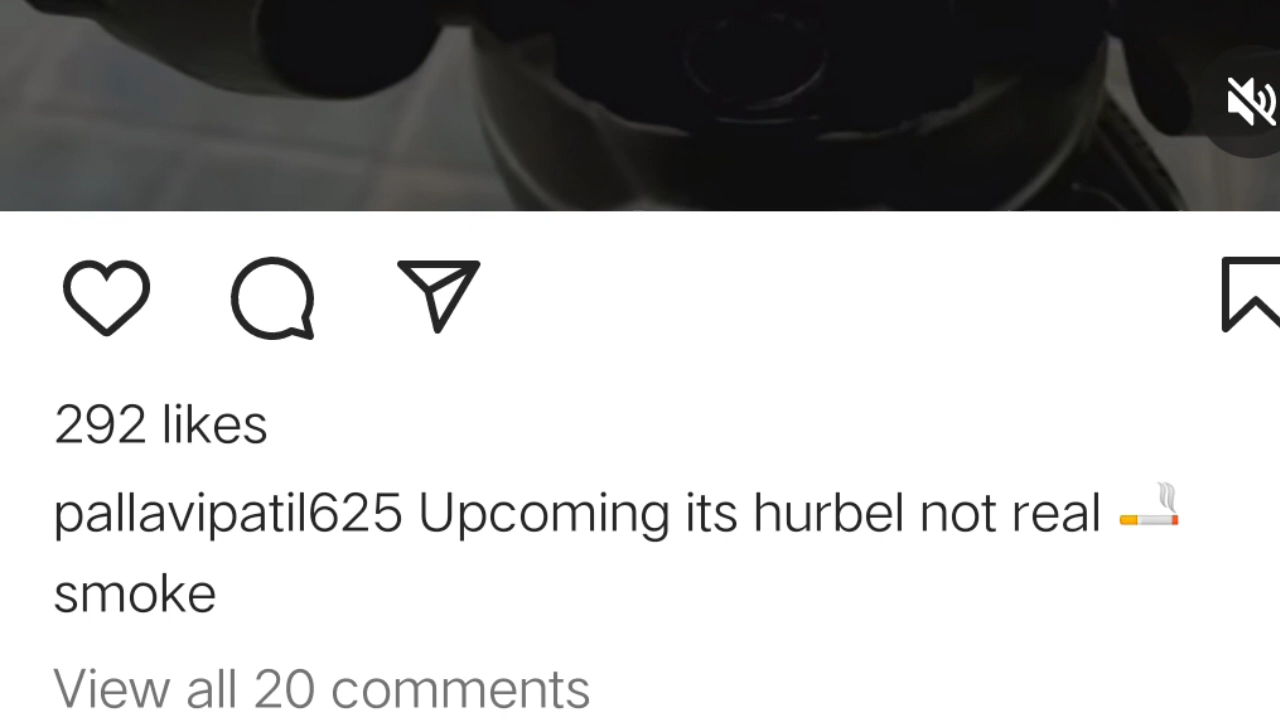 292 likes
pallavipatil625 Upcoming its hurbel not real 🚬
smoke
View all 20 comments